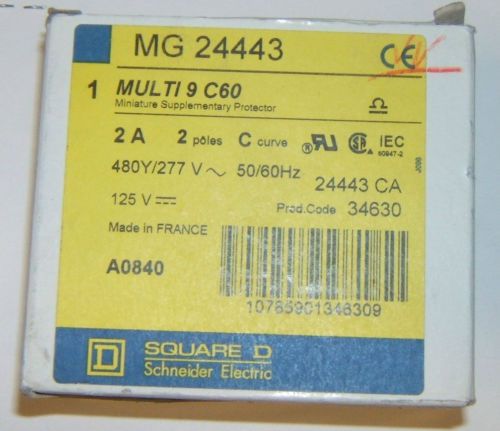 MG 24443
CE
1 MULTI 9 C60
Miniature Supplementary Protector
2 A 2 pôles C curve ® IEC
60947-2
480Y/277 V ~ 50/60Hz
24443 CA
125 V
Prod.Code 34630
Made in FRANCE
A0840
10785901346309
D SQUARE D
Schneider Electric